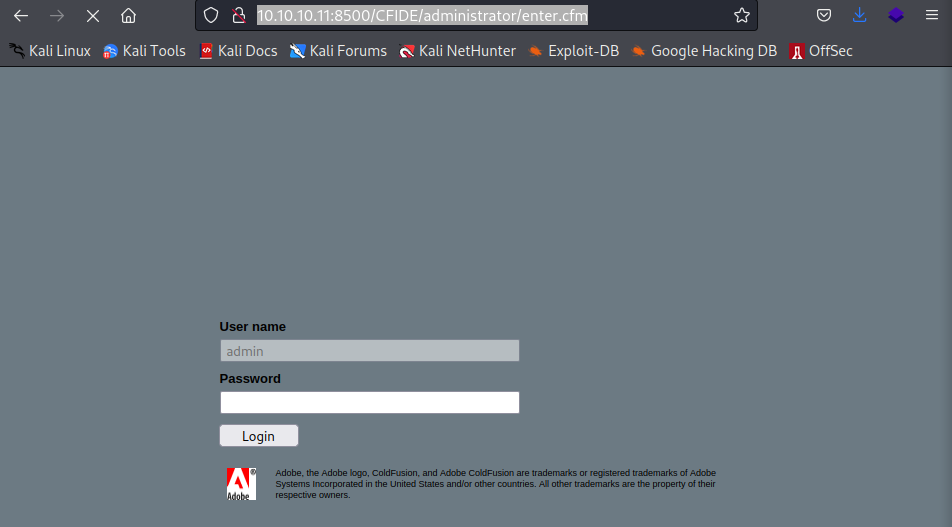 10.10.10.11:8500/CFIDE/administrator/enter.cfm
Kali Linux Kali Tools Kali Docs Kali Forums Kali NetHunter Exploit-DB Google Hacking DB OffSec
User name
admin
Password
Login
Adobe, the Adobe logo, ColdFusion, and Adobe ColdFusion are trademarks or registered trademarks of Adobe
Systems Incorporated in the United States and/or other countries. All other trademarks are the property of their
respective owners.
Adobe